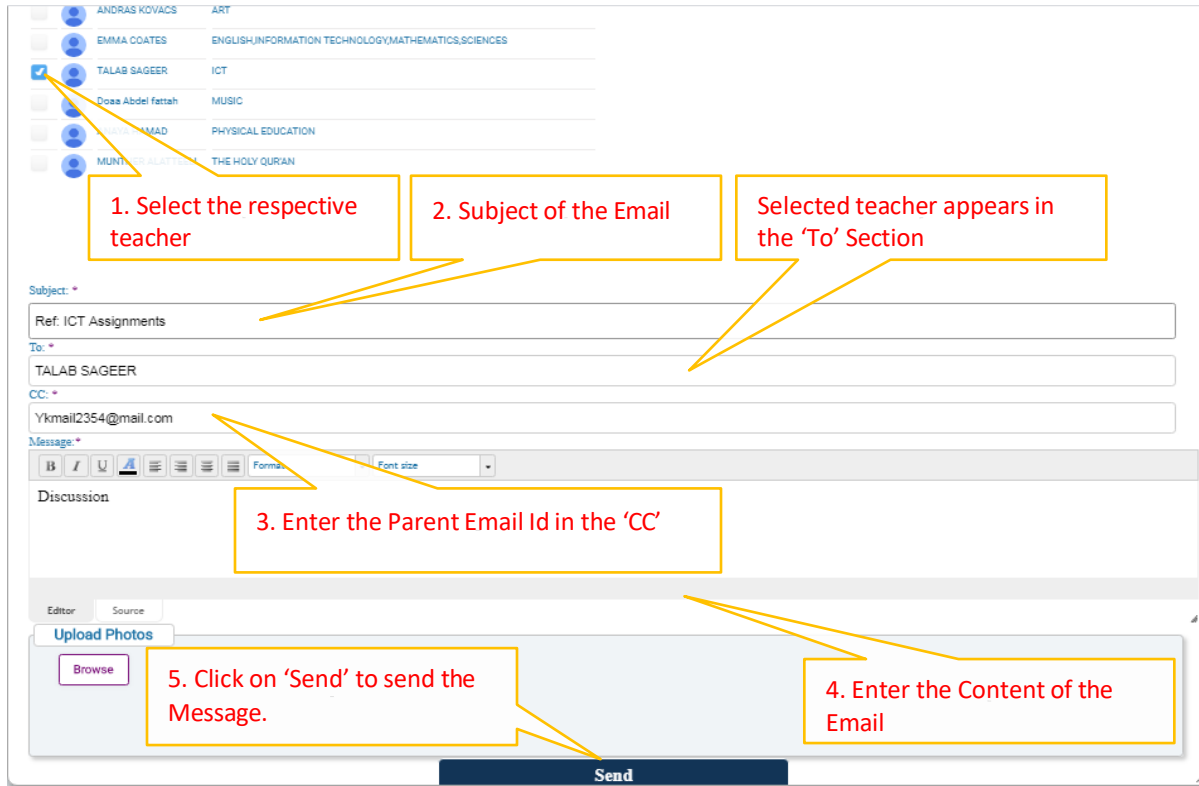 ANDRAS KOVACS ART
EMMA COATES ENGLISH,INFORMATION TECHNOLOGY,MATHEMATICS,SCIENCES
TALAB SAGEER ICT
Doaa Abdel fattah MUSIC
PHYSICAL EDUCATION
THE HOLY QUR'AN
1. Select the respective
teacher
2. Subject of the Email
Selected teacher appears in
the ‘To’ Section
Subject: *
Ref: ICT Assignments
To: *
TALAB SAGEER
CC: *
Ykmail2354@mail.com
Message:*
B I U A Font size
Discussion
3. Enter the Parent Email Id in the ‘CC’
Editor Source
Upload Photos
Browse
5. Click on ‘Send’ to send the
Message.
4. Enter the Content of the
Email
Send